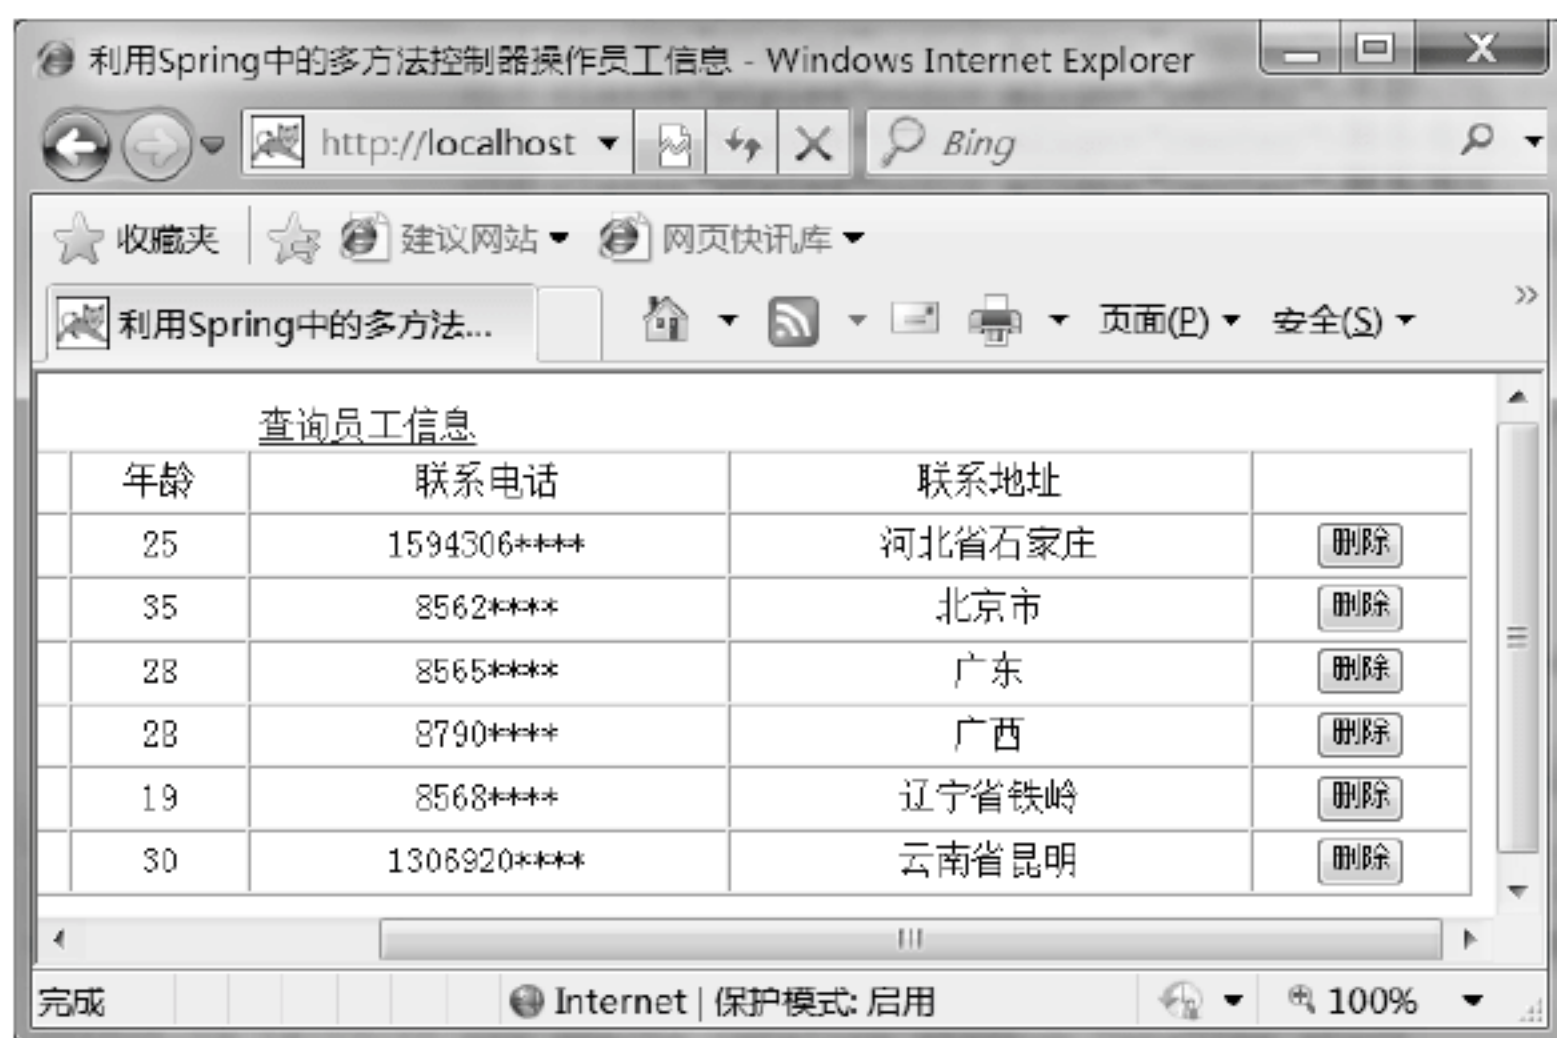 利用Spring中的多方法控制器操作员工信息 - Windows Internet Explorer
http://localhost Bing
收藏夹 建议网站 网页快讯库
利用Spring中的多方法... 页面(P) 安全(S) »
查询员工信息
年龄 联系电话 联系地址
25 1594306**** 河北省石家庄 删除
35 8562**** 北京市 删除
28 8565**** 广东 删除
28 8790**** 广西 删除
19 8568**** 辽宁省铁岭 删除
30 1306920**** 云南省昆明 删除
完成 Internet | 保护模式: 启用 100%